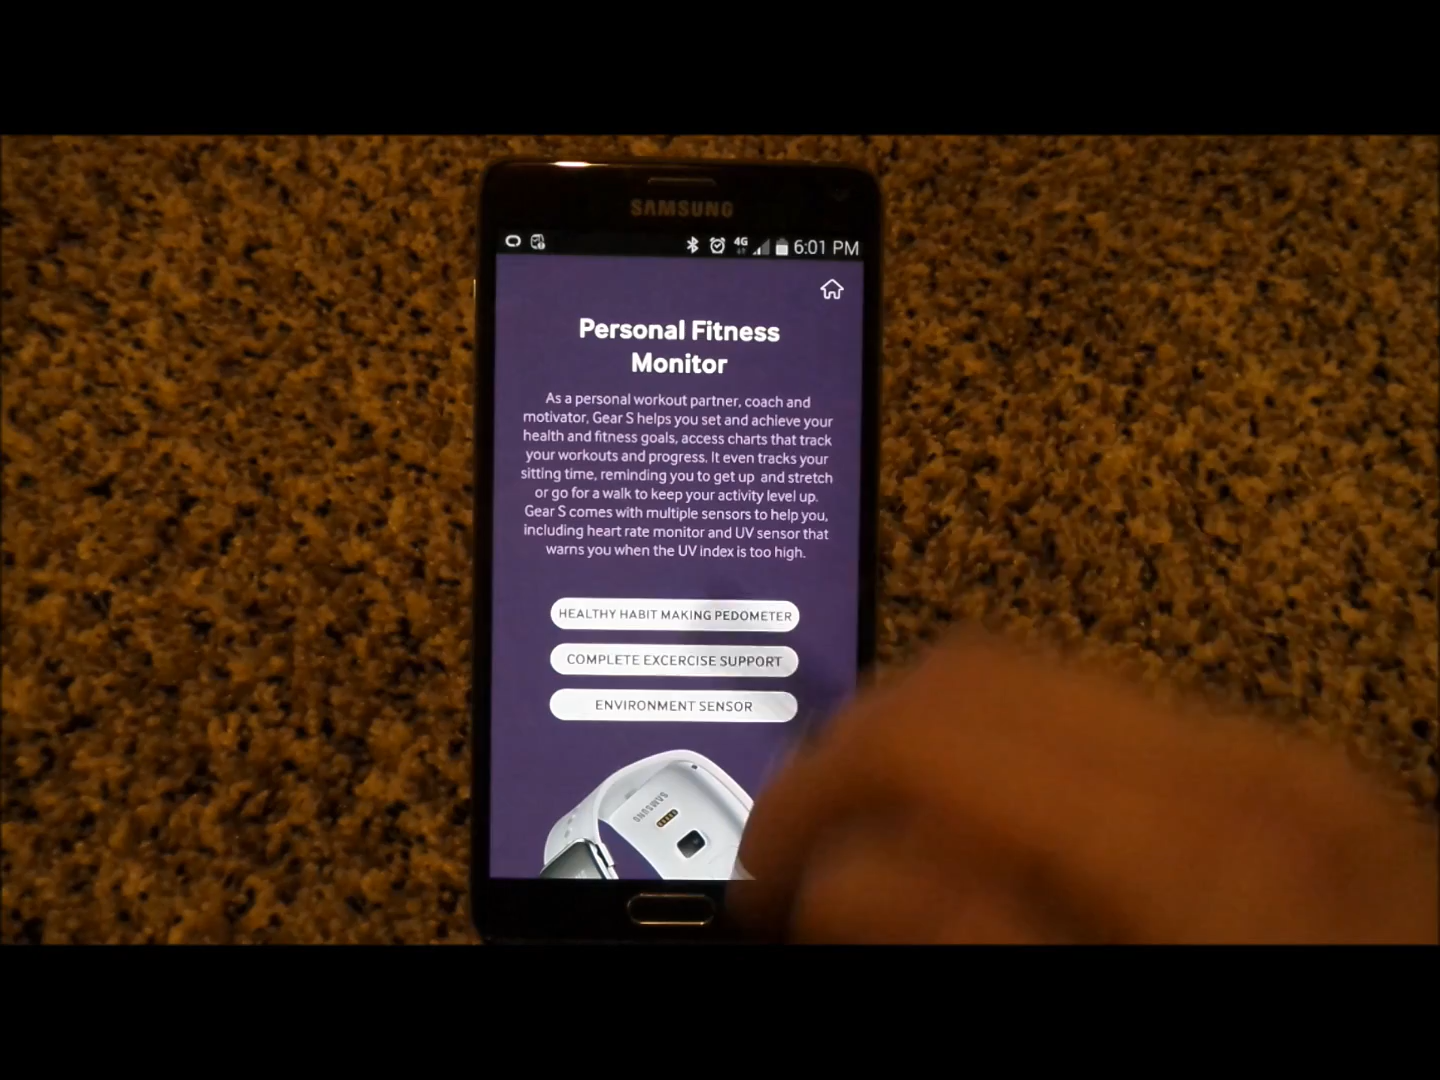 SAMSUNG
4G 6:01 PM
Personal Fitness
Monitor
As a personal workout partner, coach and
motivator, Gear S helps you set and achieve your
health and fitness goals, access charts that track
your workouts and progress. It even tracks your
sitting time, reminding you to get up and stretch
or go for a walk to keep your activity level up.
Gear S comes with multiple sensors to help you,
including heart rate monitor and UV sensor that
warns you when the UV index is too high.
HEALTHY HABIT MAKING PEDOMETER
COMPLETE EXCERCISE SUPPORT
ENVIRONMENT SENSOR
SAMSUNG